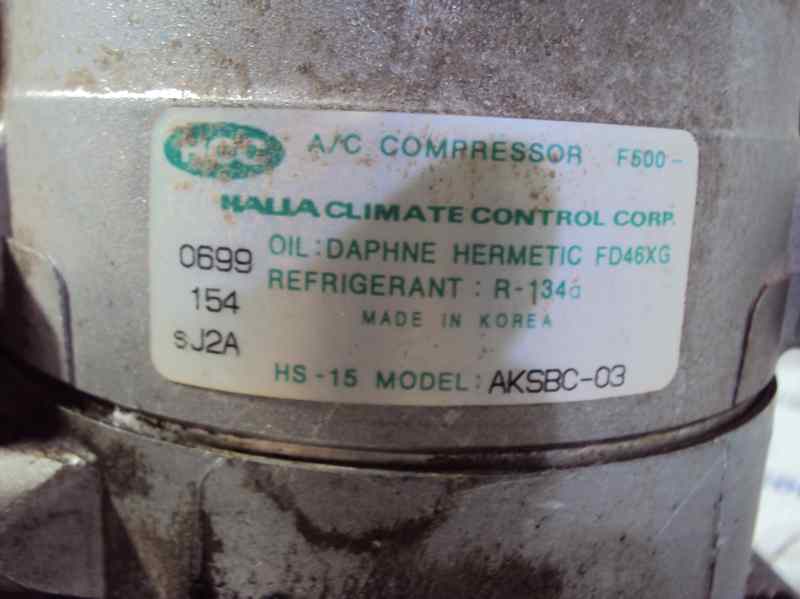 HCC A/C COMPRESSOR F500-
HALLA CLIMATE CONTROL CORP.
0699 OIL:DAPHNE HERMETIC FD46XG
154 REFRIGERANT : R-134a
MADE IN KOREA
sJ2A
HS-15 MODEL: AKSBC-03